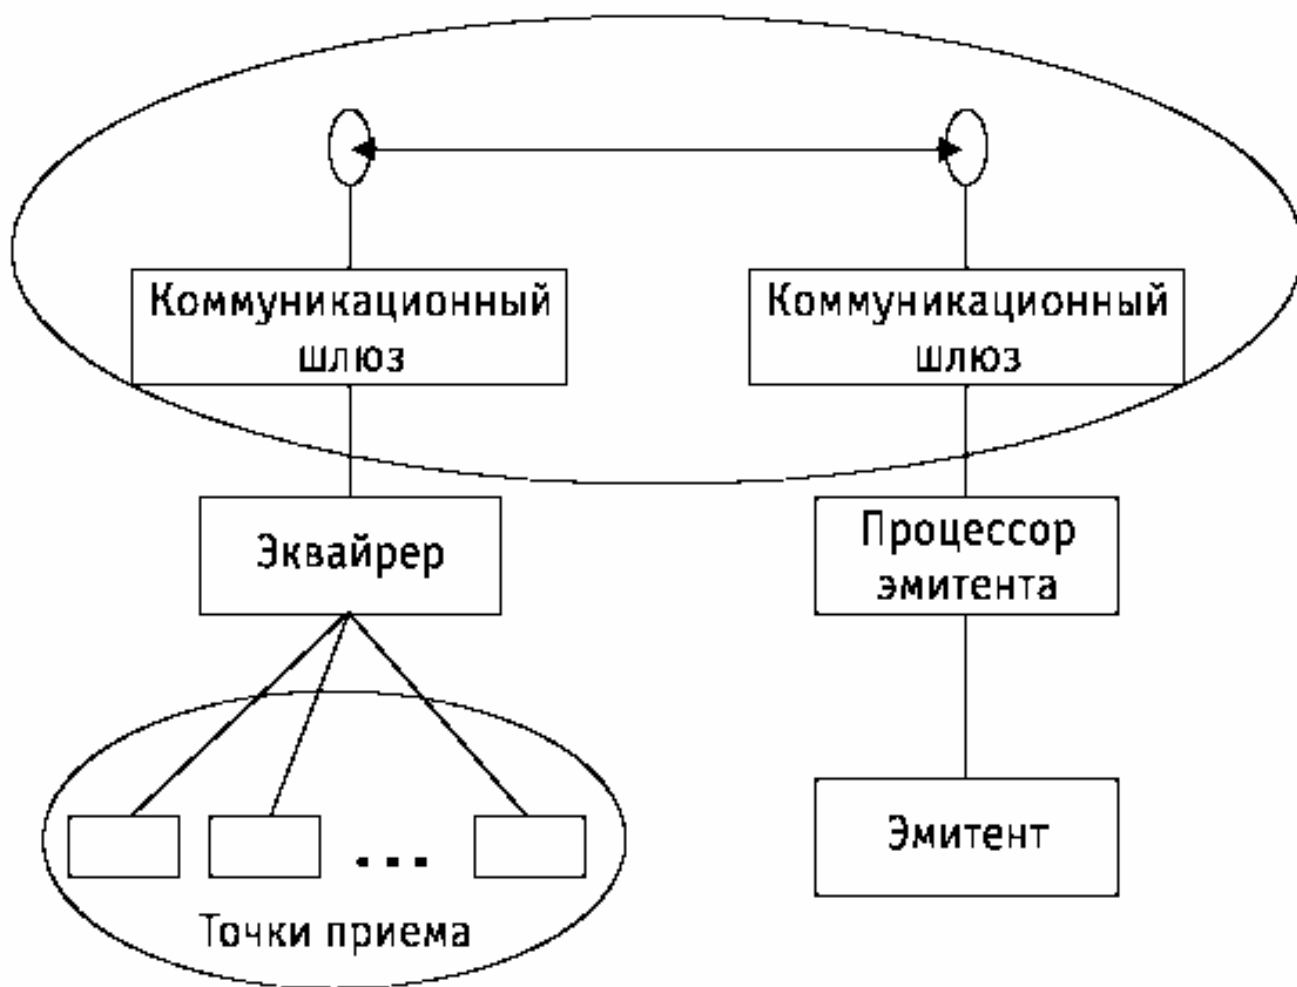 Коммуникационный
шлюз
Коммуникационный
шлюз
Эквайрер
Процессор
эмитента
Эмитент
...
Точки приема